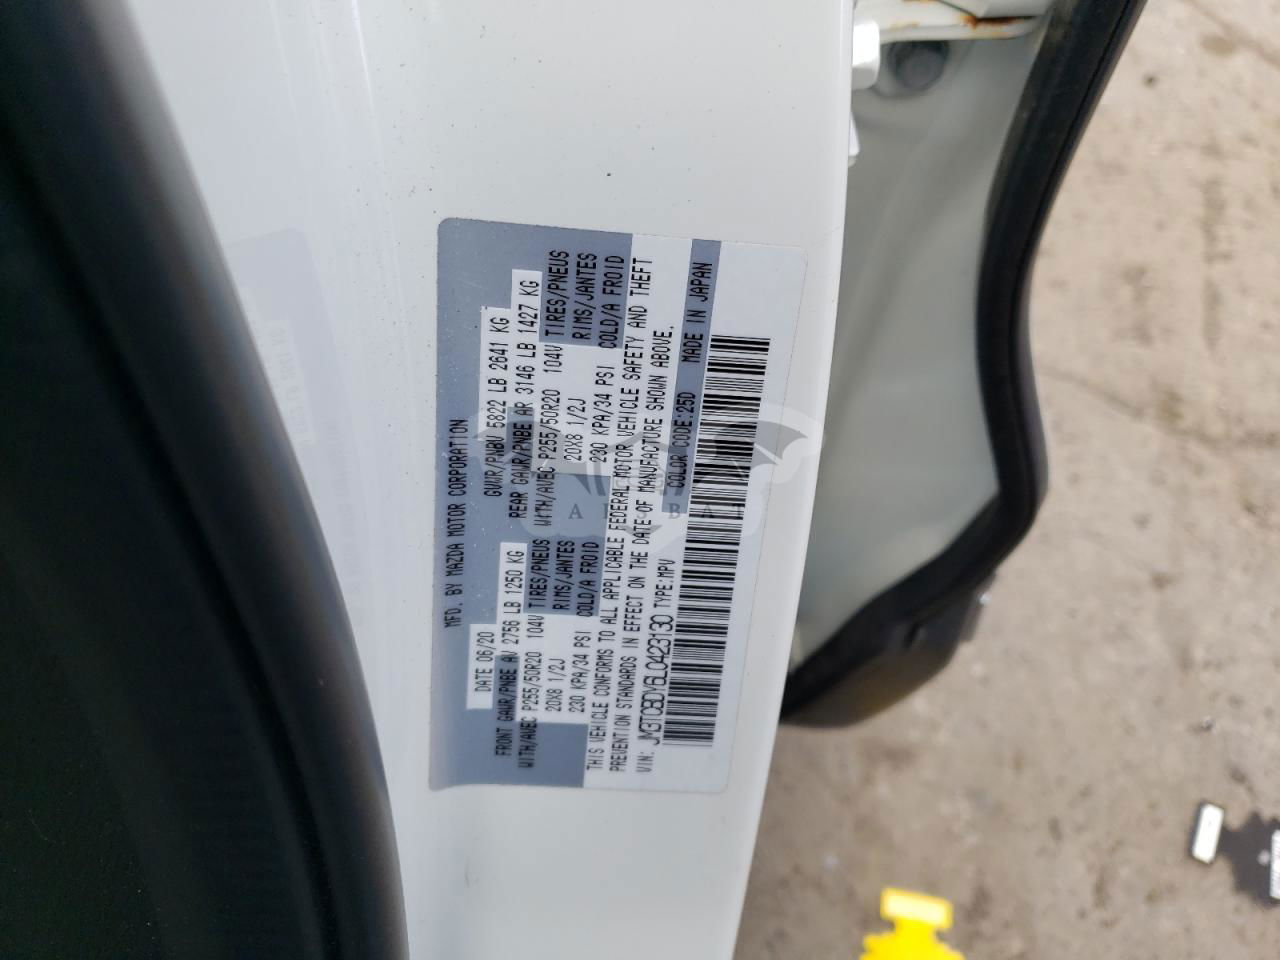 MFD. BY MAZDA MOTOR CORPORATION
DATE 06/20 GVWR/PNBV 5822 LB 2641 KG
FRONT GAWR/PNBE AV 2756 LB 1250 KG REAR GAWR/PNBE AR 3146 LB 1427 KG
WITH/AVEC P255/50R20 104V TIRES/PNEUS WITH/AVEC P255/50R20 104V TIRES/PNEUS
20X8 1/2J RIMS/JANTES 20X8 1/2J RIMS/JANTES
230 KPA/34 PSI COLD/A FROID 230 KPA/34 PSI COLD/A FROID
THIS VEHICLE CONFORMS TO ALL APPLICABLE FEDERAL MOTOR VEHICLE SAFETY AND THEFT
PREVENTION STANDARDS IN EFFECT ON THE DATE OF MANUFACTURE SHOWN ABOVE.
VIN: JM3TCBDY6L0423130 TYPE:MPV COLOR CODE:25D MADE IN JAPAN